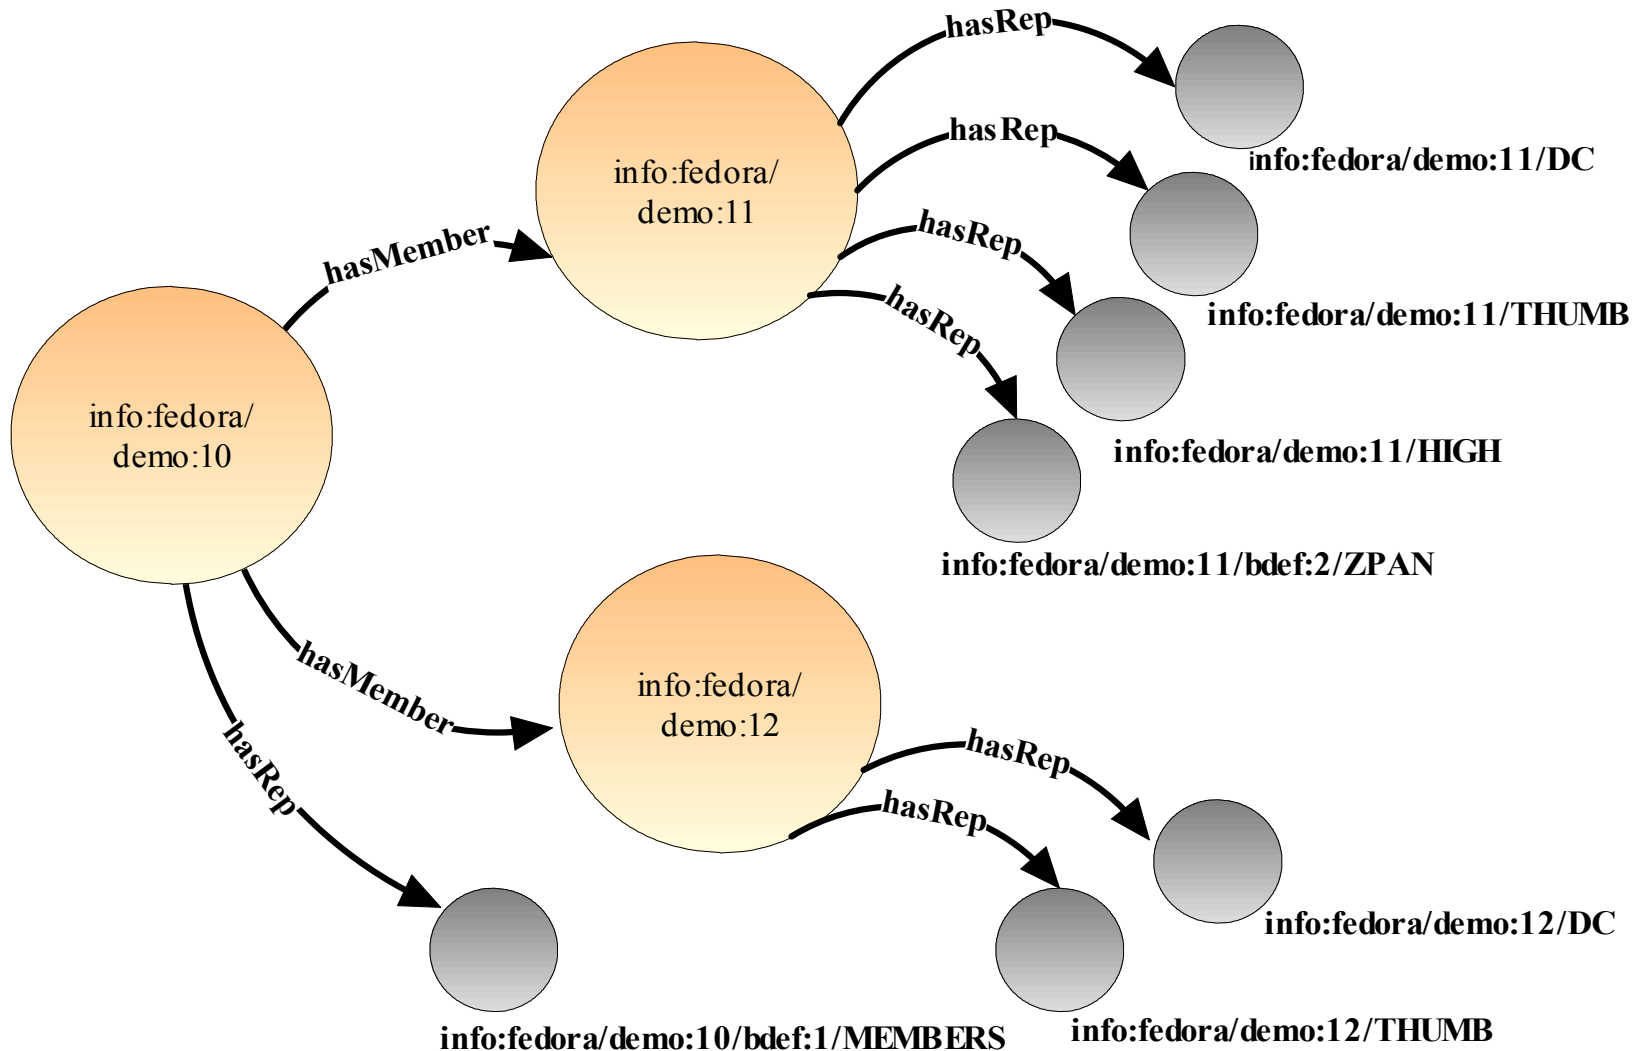 hasRep
info:fedora/demo:11/DC
hasRep
info:fedora/demo:11/THUMB
info:fedora/
demo:11
hasMember
hasRep
info:fedora/demo:11/HIGH
hasRep
info:fedora/demo:11/bdef:2/ZPAN
info:fedora/
demo:10
hasMember
info:fedora/
demo:12
hasRep
info:fedora/demo:12/DC
hasRep
info:fedora/demo:12/THUMB
hasRep
info:fedora/demo:10/bdef:1/MEMBERS